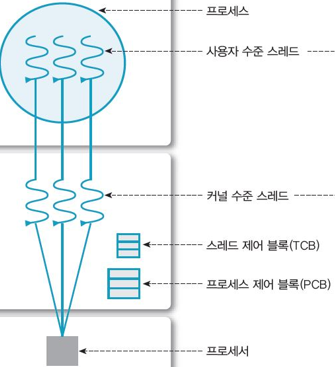 프로세스
사용자 수준 스레드
커널 수준 스레드
스레드 제어 블록(TCB)
프로세스 제어 블록(PCB)
프로세서